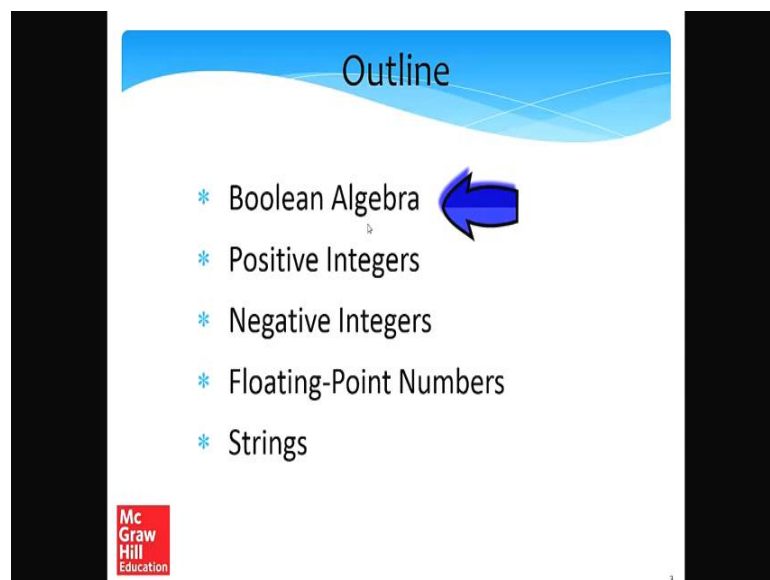 Outline
* Boolean Algebra
* Positive Integers
* Negative Integers
* Floating-Point Numbers
* Strings
Mc
Graw
Hill
Education